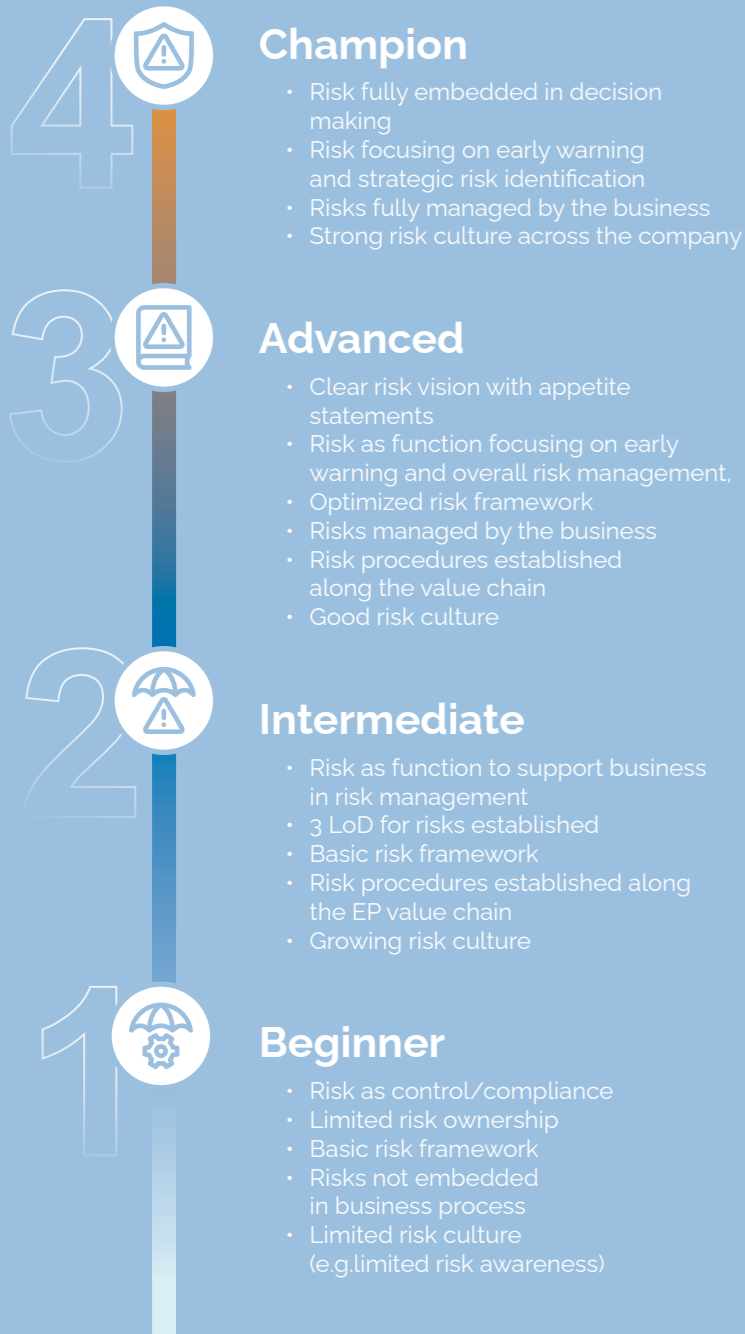 4
Champion
• Risk fully embedded in decision
making
• Risk focusing on early warning
and strategic risk identification
• Risks fully managed by the business
• Strong risk culture across the company
3
Advanced
• Clear risk vision with appetite
statements
• Risk as function focusing on early
warning and overall risk management,
• Optimized risk framework
• Risks managed by the business
• Risk procedures established
along the value chain
• Good risk culture
2
Intermediate
• Risk as function to support business
in risk management
• 3 LoD for risks established
• Basic risk framework
• Risk procedures established along
the EP value chain
• Growing risk culture
1
Beginner
• Risk as control/compliance
• Limited risk ownership
• Basic risk framework
• Risks not embedded
in business process
• Limited risk culture
(e.g.limited risk awareness)